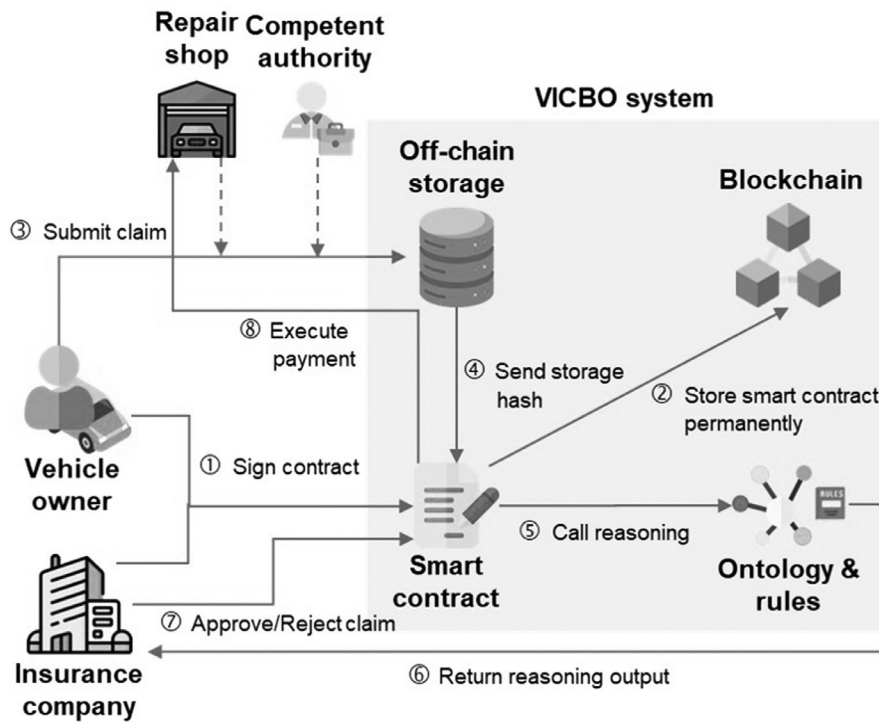 Repair
shop
Competent
authority
VICBO system
Off-chain
storage
Blockchain
③ Submit claim
⑧ Execute
payment
④ Send storage
hash
② Store smart contract
permanently
Vehicle
owner
① Sign contract
⑤ Call reasoning
RULES
Smart
contract
Ontology &
rules
⑦ Approve/Reject claim
Insurance
company
⑥ Return reasoning output